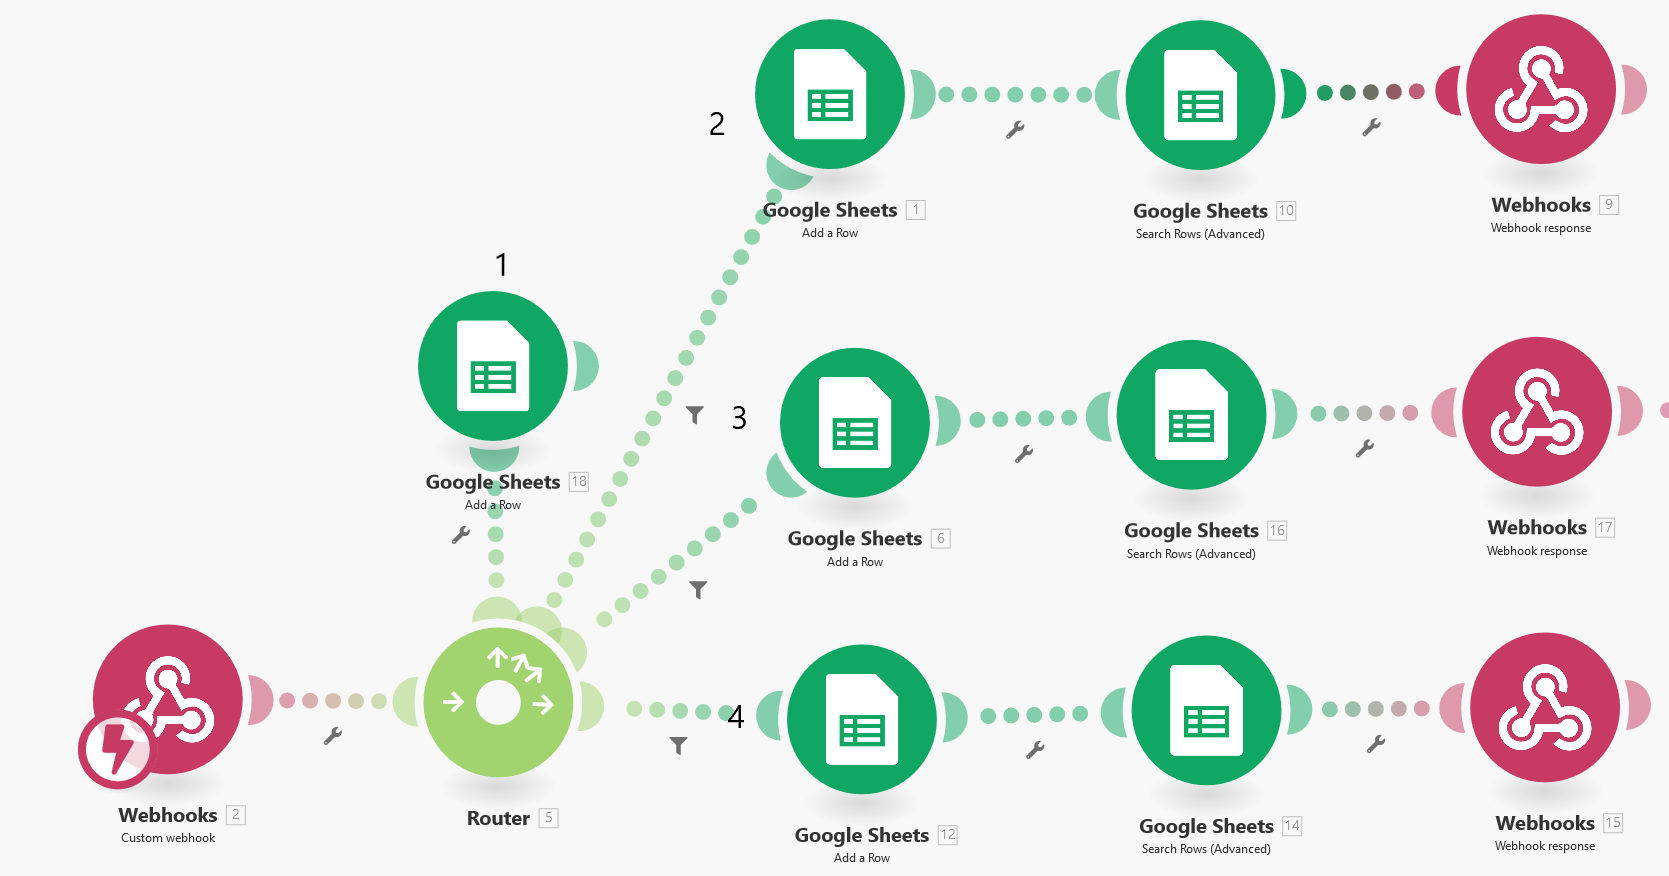 2
Google Sheets 1
Add a Row
Google Sheets 10
Search Rows (Advanced)
Webhooks 9
Webhook response
1
Google Sheets 18
Add a Row
3
Google Sheets 6
Add a Row
Google Sheets 16
Search Rows (Advanced)
Webhooks 17
Webhook response
Webhooks 2
Custom webhook
Router 5
4
Google Sheets 12
Add a Row
Google Sheets 14
Search Rows (Advanced)
Webhooks 15
Webhook response